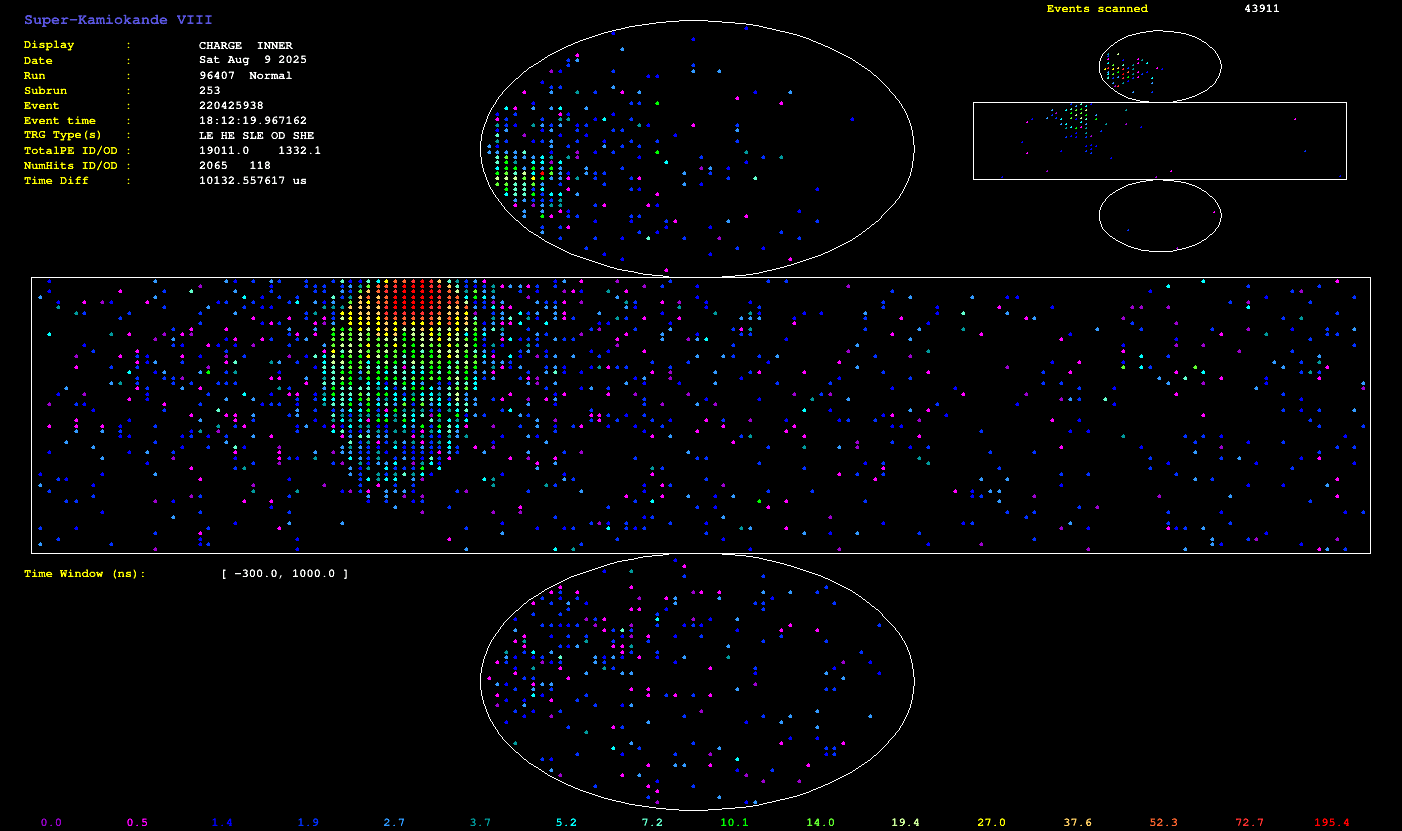 Super-Kamiokande VIII
Events scanned 43911
Display : CHARGE INNER
Date : Sat Aug 9 2025
Run : 96407 Normal
Subrun : 253
Event : 220425938
Event time : 18:12:19.967162
TRG Type(s) : LE HE SLE OD SHE
TotalPE ID/OD : 19011.0 1332.1
NumHits ID/OD : 2065 118
Time Diff : 10132.557617 us
Time Window (ns): [ -300.0, 1000.0 ]
0.0 0.5 1.4 1.9 2.7 3.7 5.2 7.2 10.1 14.0 19.4 27.0 37.6 52.3 72.7 195.4